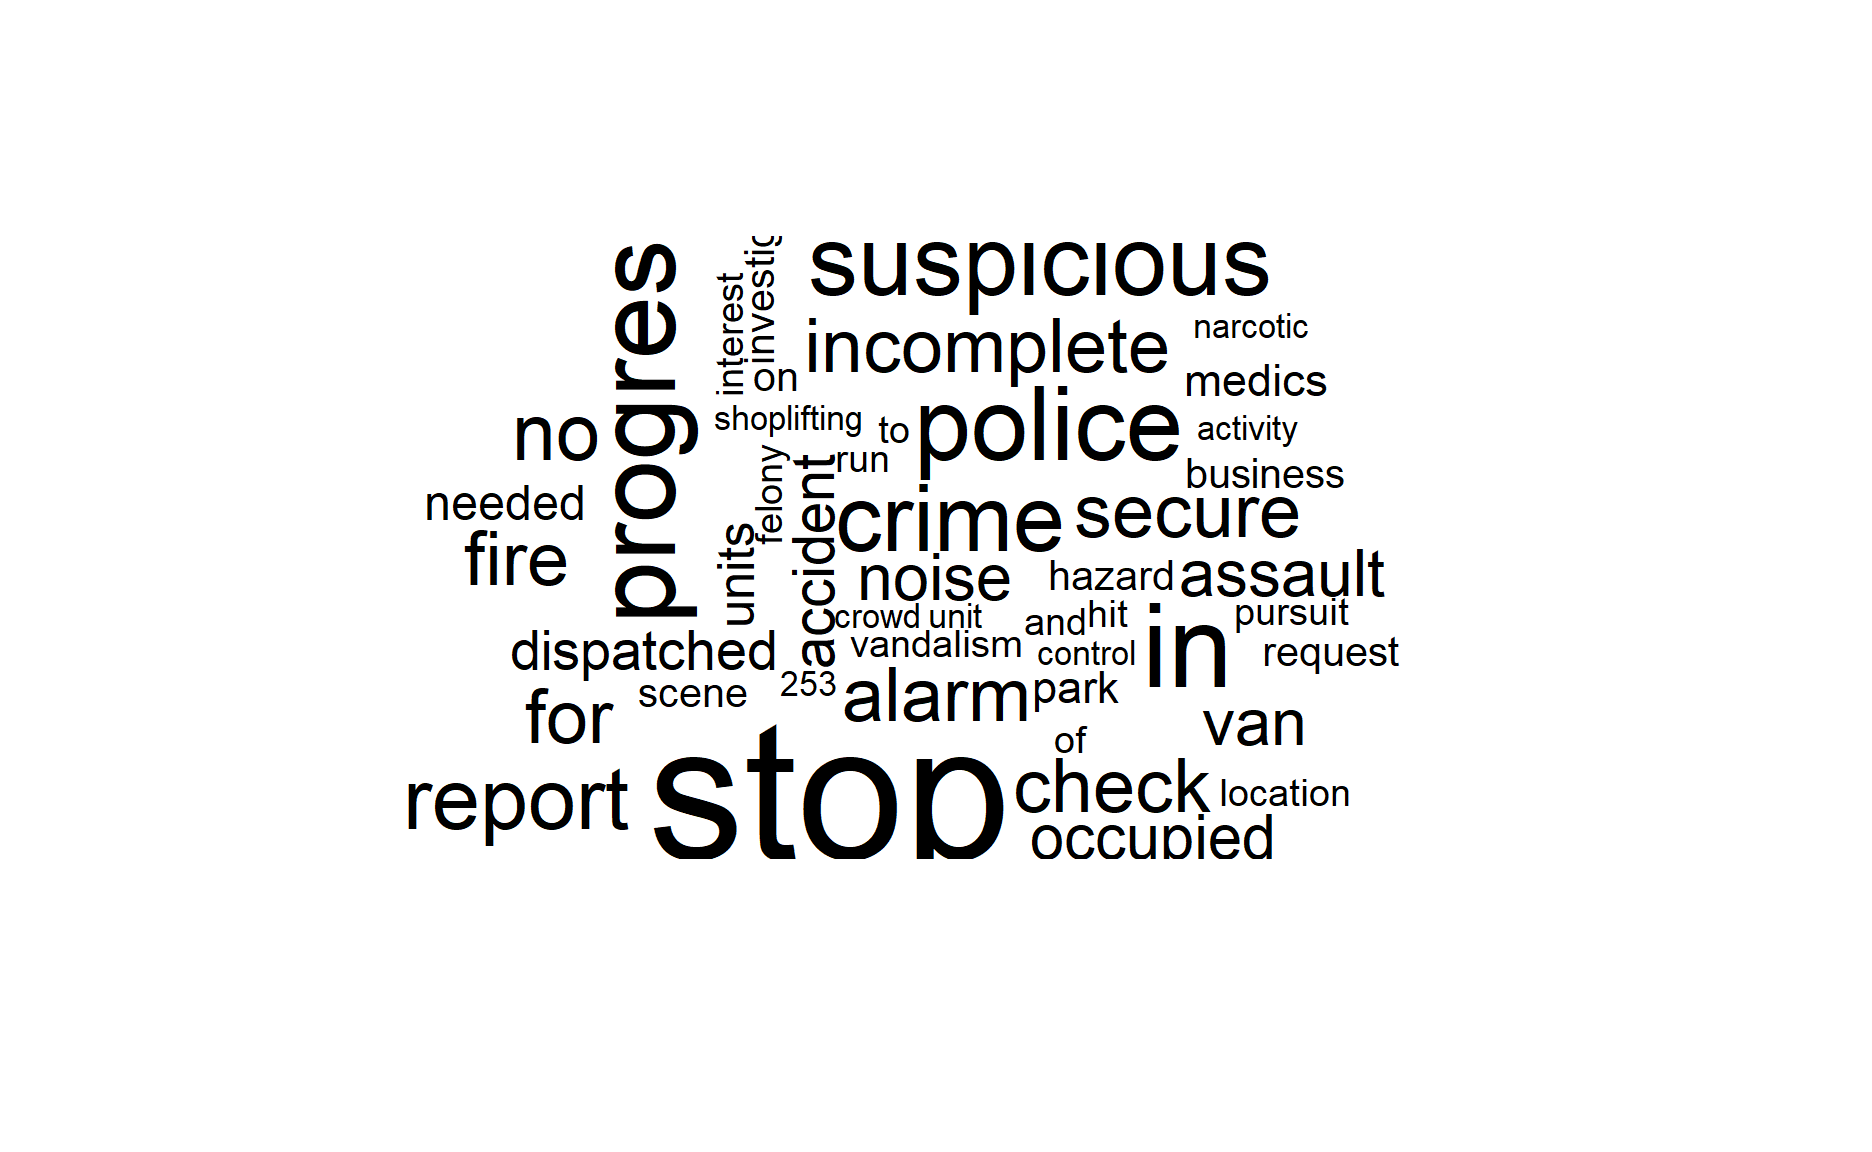 suspicious
progres
interest
investig
incomplete
narcotic
on
medics
shoplifting
to
police
activity
no
run
business
needed
felony
accident
crime
secure
fire
units
noise
hazard
assault
crowd
unit
and
hit
pursuit
in
dispatched
vandalism
control
request
scene
253
alarm
park
for
van
of
report
stop
check
location
occupied